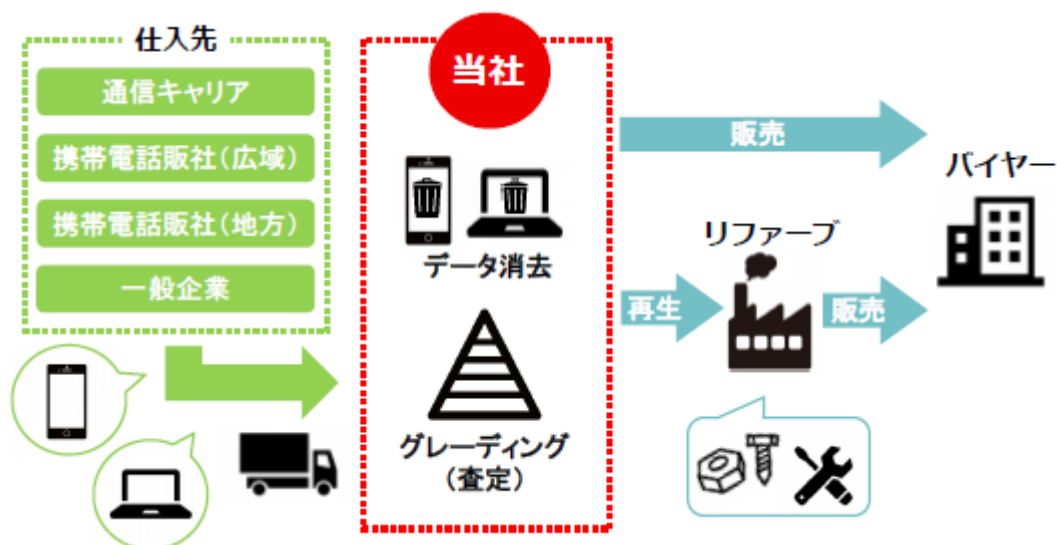 仕入先
通信キャリア
携帯電話販社(広域)
携帯電話販社(地方)
一般企業
当社
データ消去
グレーディング
(査定)
販売
再生
リファーブ
販売
バイヤー